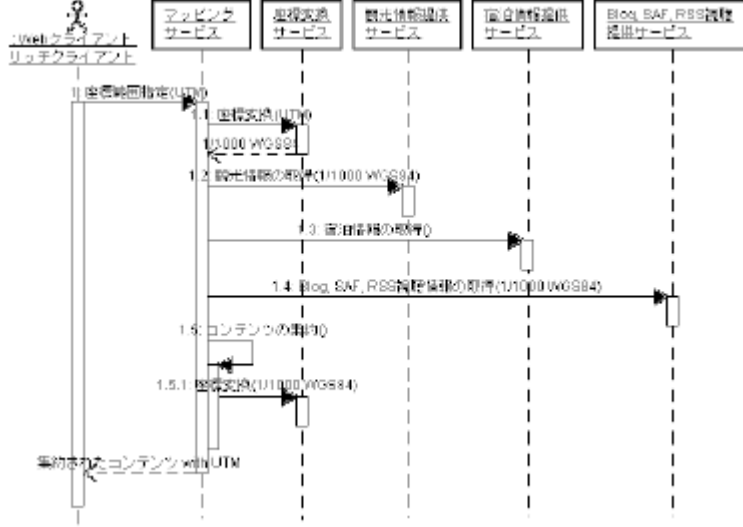 :Webクライアント
リッチクライアント
マッピング
サービス
座標変換
サービス
観光情報提供
サービス
宿泊情報提供
サービス
Blog, SAF, RSS視聴
提供サービス
1: 座標範囲指定(UTM)
1.1: 座標変換(UTM)
1/1000 WGS84
1.2: 観光情報の取得(1/1000 WGS84)
1.3: 宿泊情報の取得()
1.4: Blog, SAF, RSS視聴情報の取得(1/1000 WGS84)
1.5: コンテンツの集約()
1.5.1: 座標変換(1/1000 WGS84)
集約されたコンテンツ with UTM